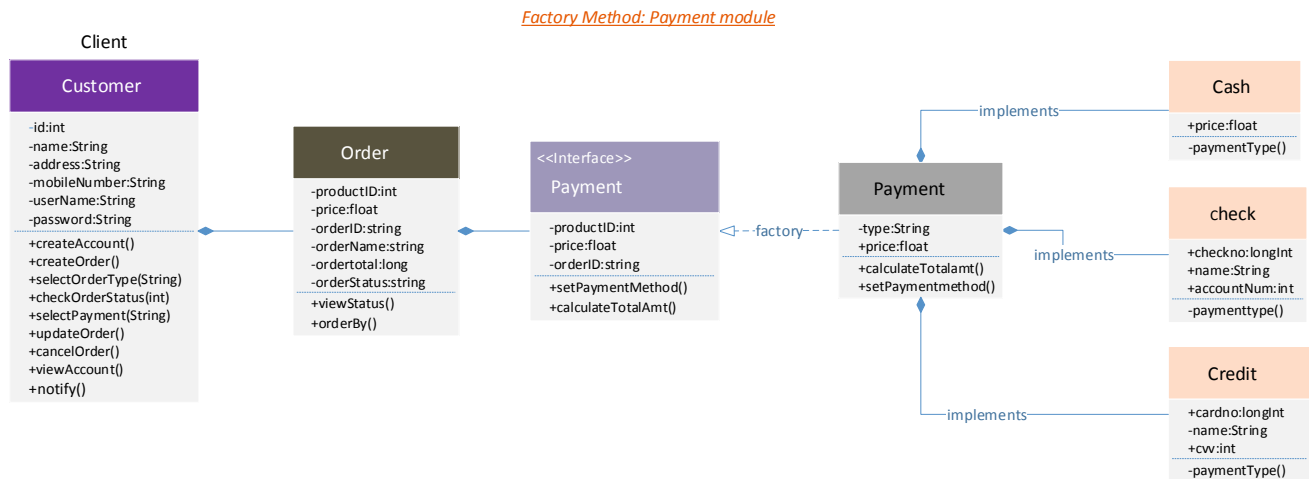 Factory Method: Payment module
Client
Customer
-id:int
-name:String
-address:String
-mobileNumber:String
-userName:String
-password:String
+createAccount()
+createOrder()
+selectOrderType(String)
+checkOrderStatus(int)
+selectPayment(String)
+updateOrder()
+cancelOrder()
+viewAccount()
+notify()
Order
-productID:int
-price:float
-orderID:string
-orderName:string
-ordertotal:long
-orderStatus:string
+viewStatus()
+orderBy()
<<Interface>>
Payment
-productID:int
-price:float
-orderID:string
+setPaymentMethod()
+calculateTotalAmt()
factory
Payment
-type:String
+price:float
+calculateTotalamt()
+setPaymentmethod()
implements
implements
implements
Cash
+price:float
-paymentType()
check
+checkno:longInt
+name:String
+accountNum:int
-paymenttype()
Credit
+cardno:longInt
-name:String
+cvv:int
-paymentType()